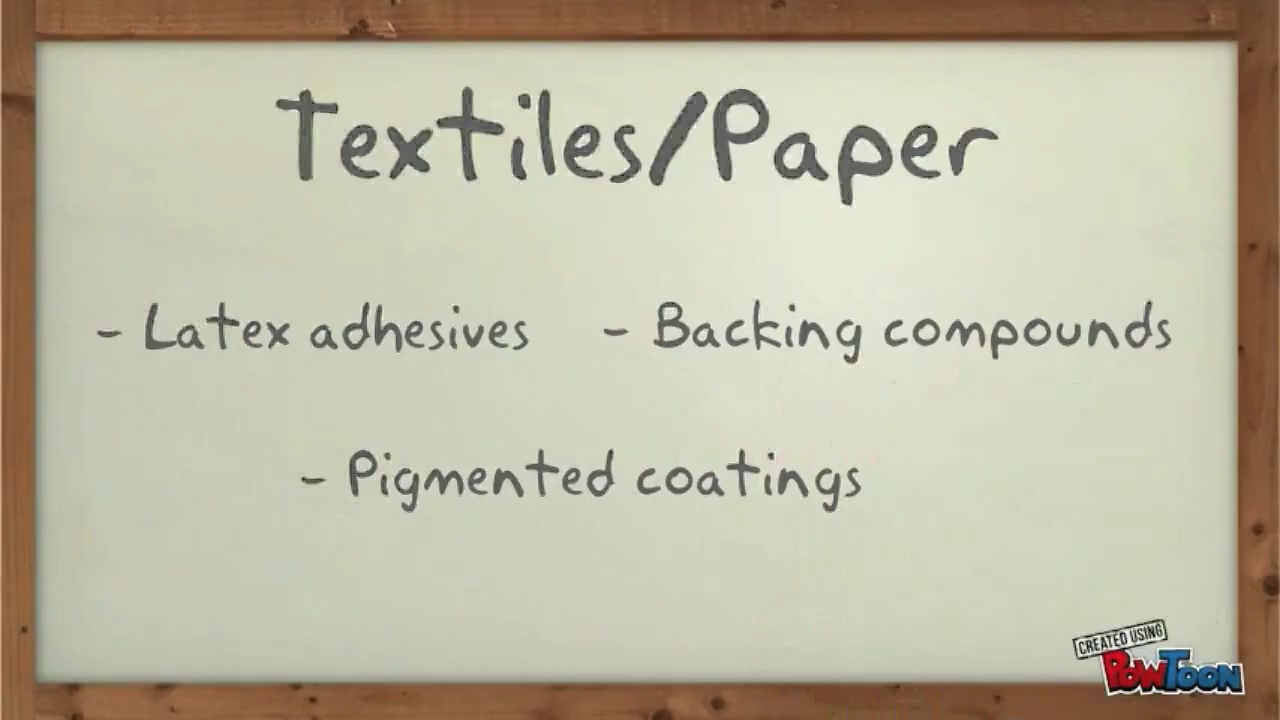 Textiles/Paper
- Latex adhesives - Backing compounds
- Pigmented coatings
CREATED USING
POWTOON